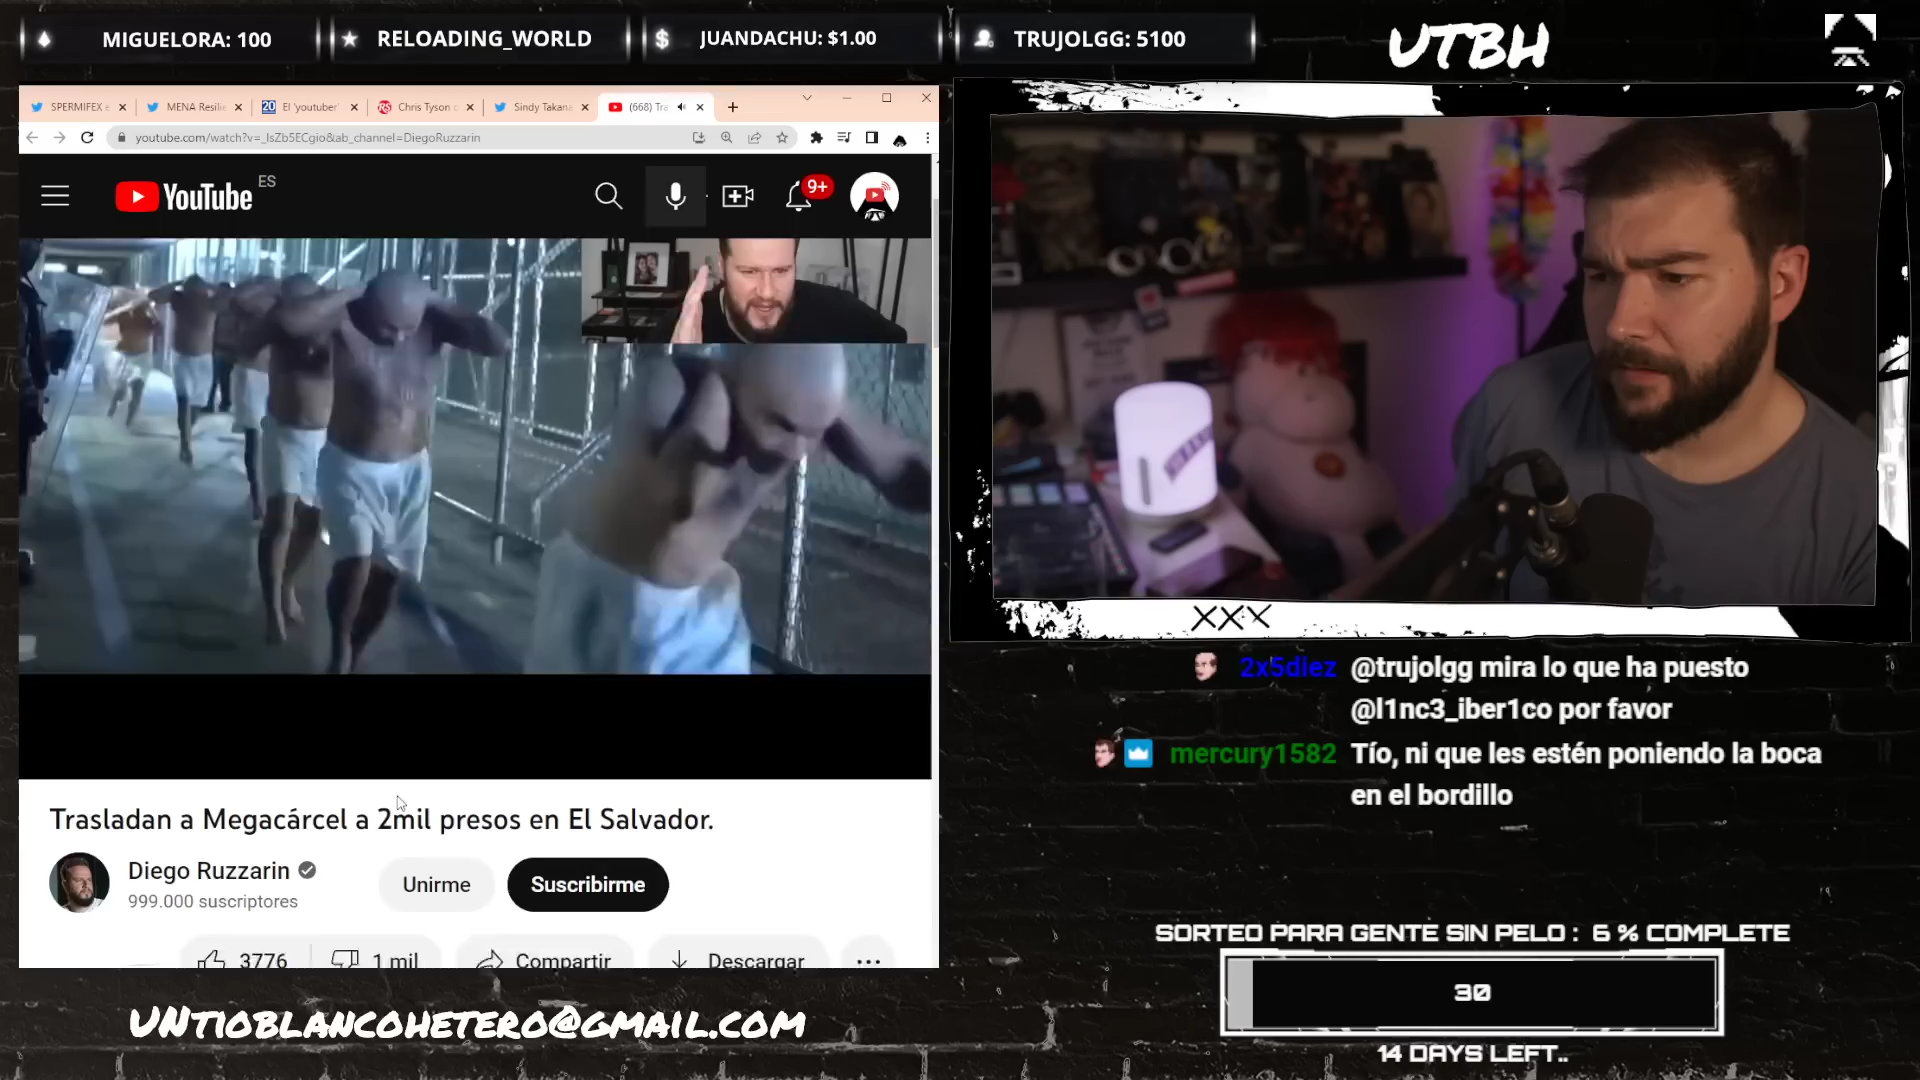 MIGUELORA: 100
RELOADING_WORLD
JUANDACHU: $1.00
TRUJOLGG: 5100
UTBH
SPERMIFEX e
MENA Resilie
20 El 'youtuber'
Chris Tyson c
Sindy Takana
(668) Tra
youtube.com/watch?v=_IsZb5ECgio&ab_channel=DiegoRuzzarin
YouTube ES
9+
XXX
2x5diez @trujolgg mira lo que ha puesto
@l1nc3_iber1co por favor
mercury1582 Tío, ni que les estén poniendo la boca
en el bordillo
Trasladan a Megacárcel a 2mil presos en El Salvador.
Diego Ruzzarin
999.000 suscriptores
Unirme
Suscribirme
3776
1 mil
Compartir
Descargar
SORTEO PARA GENTE SIN PELO : 6 % COMPLETE
30
14 DAYS LEFT..
UNTIOBLANCOHETERO@GMAIL.COM